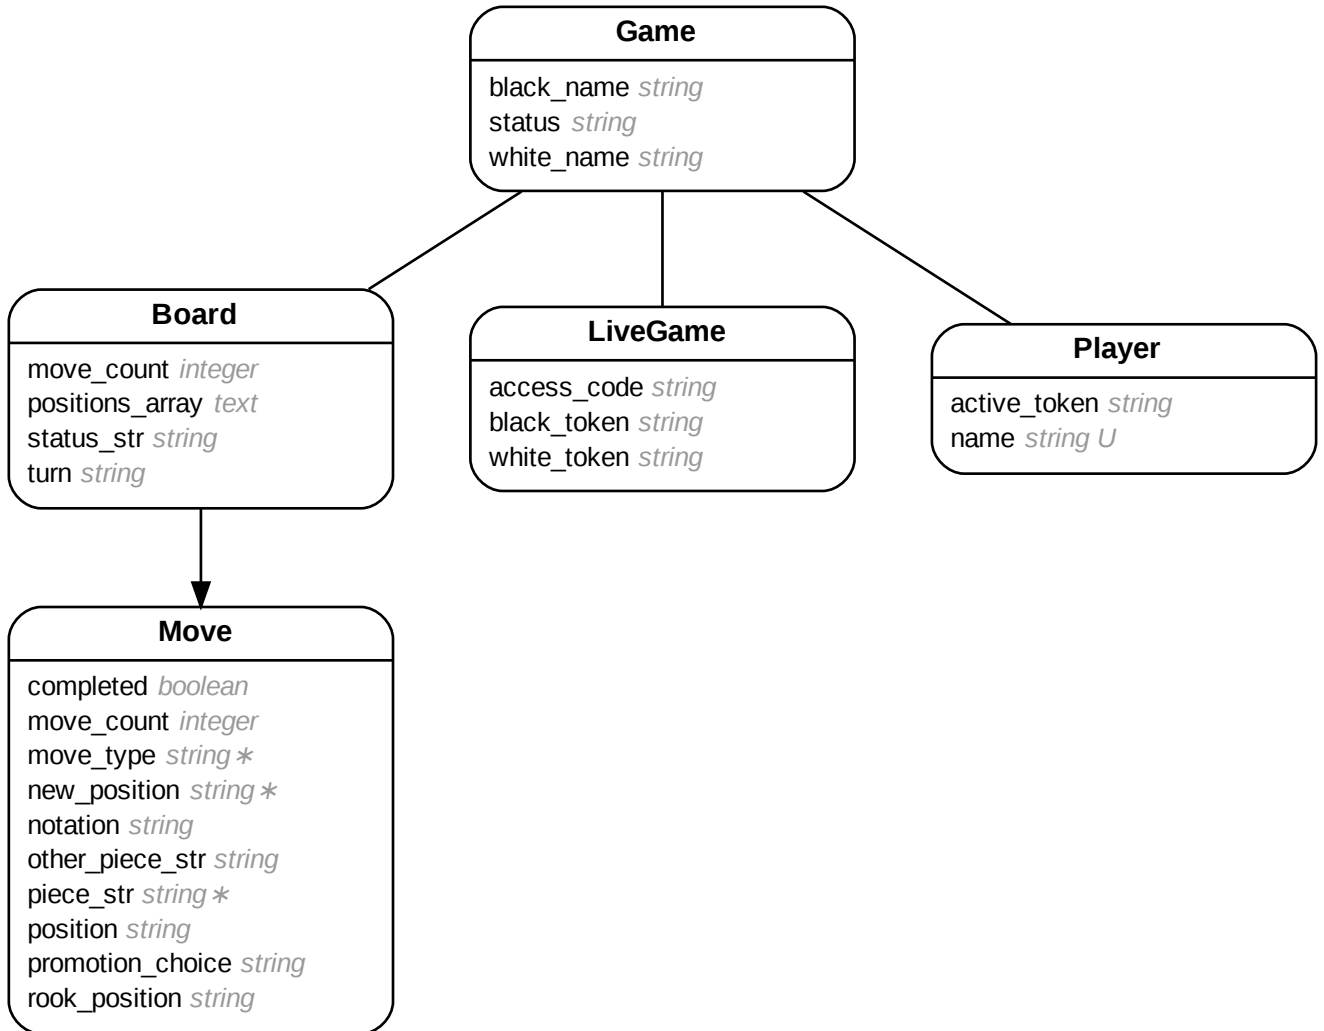 Game
black_name string
status string
white_name string
Board
move_count integer
positions_array text
status_str string
turn string
LiveGame
access_code string
black_token string
white_token string
Player
active_token string
name string U
Move
completed boolean
move_count integer
move_type string ∗
new_position string ∗
notation string
other_piece_str string
piece_str string ∗
position string
promotion_choice string
rook_position string